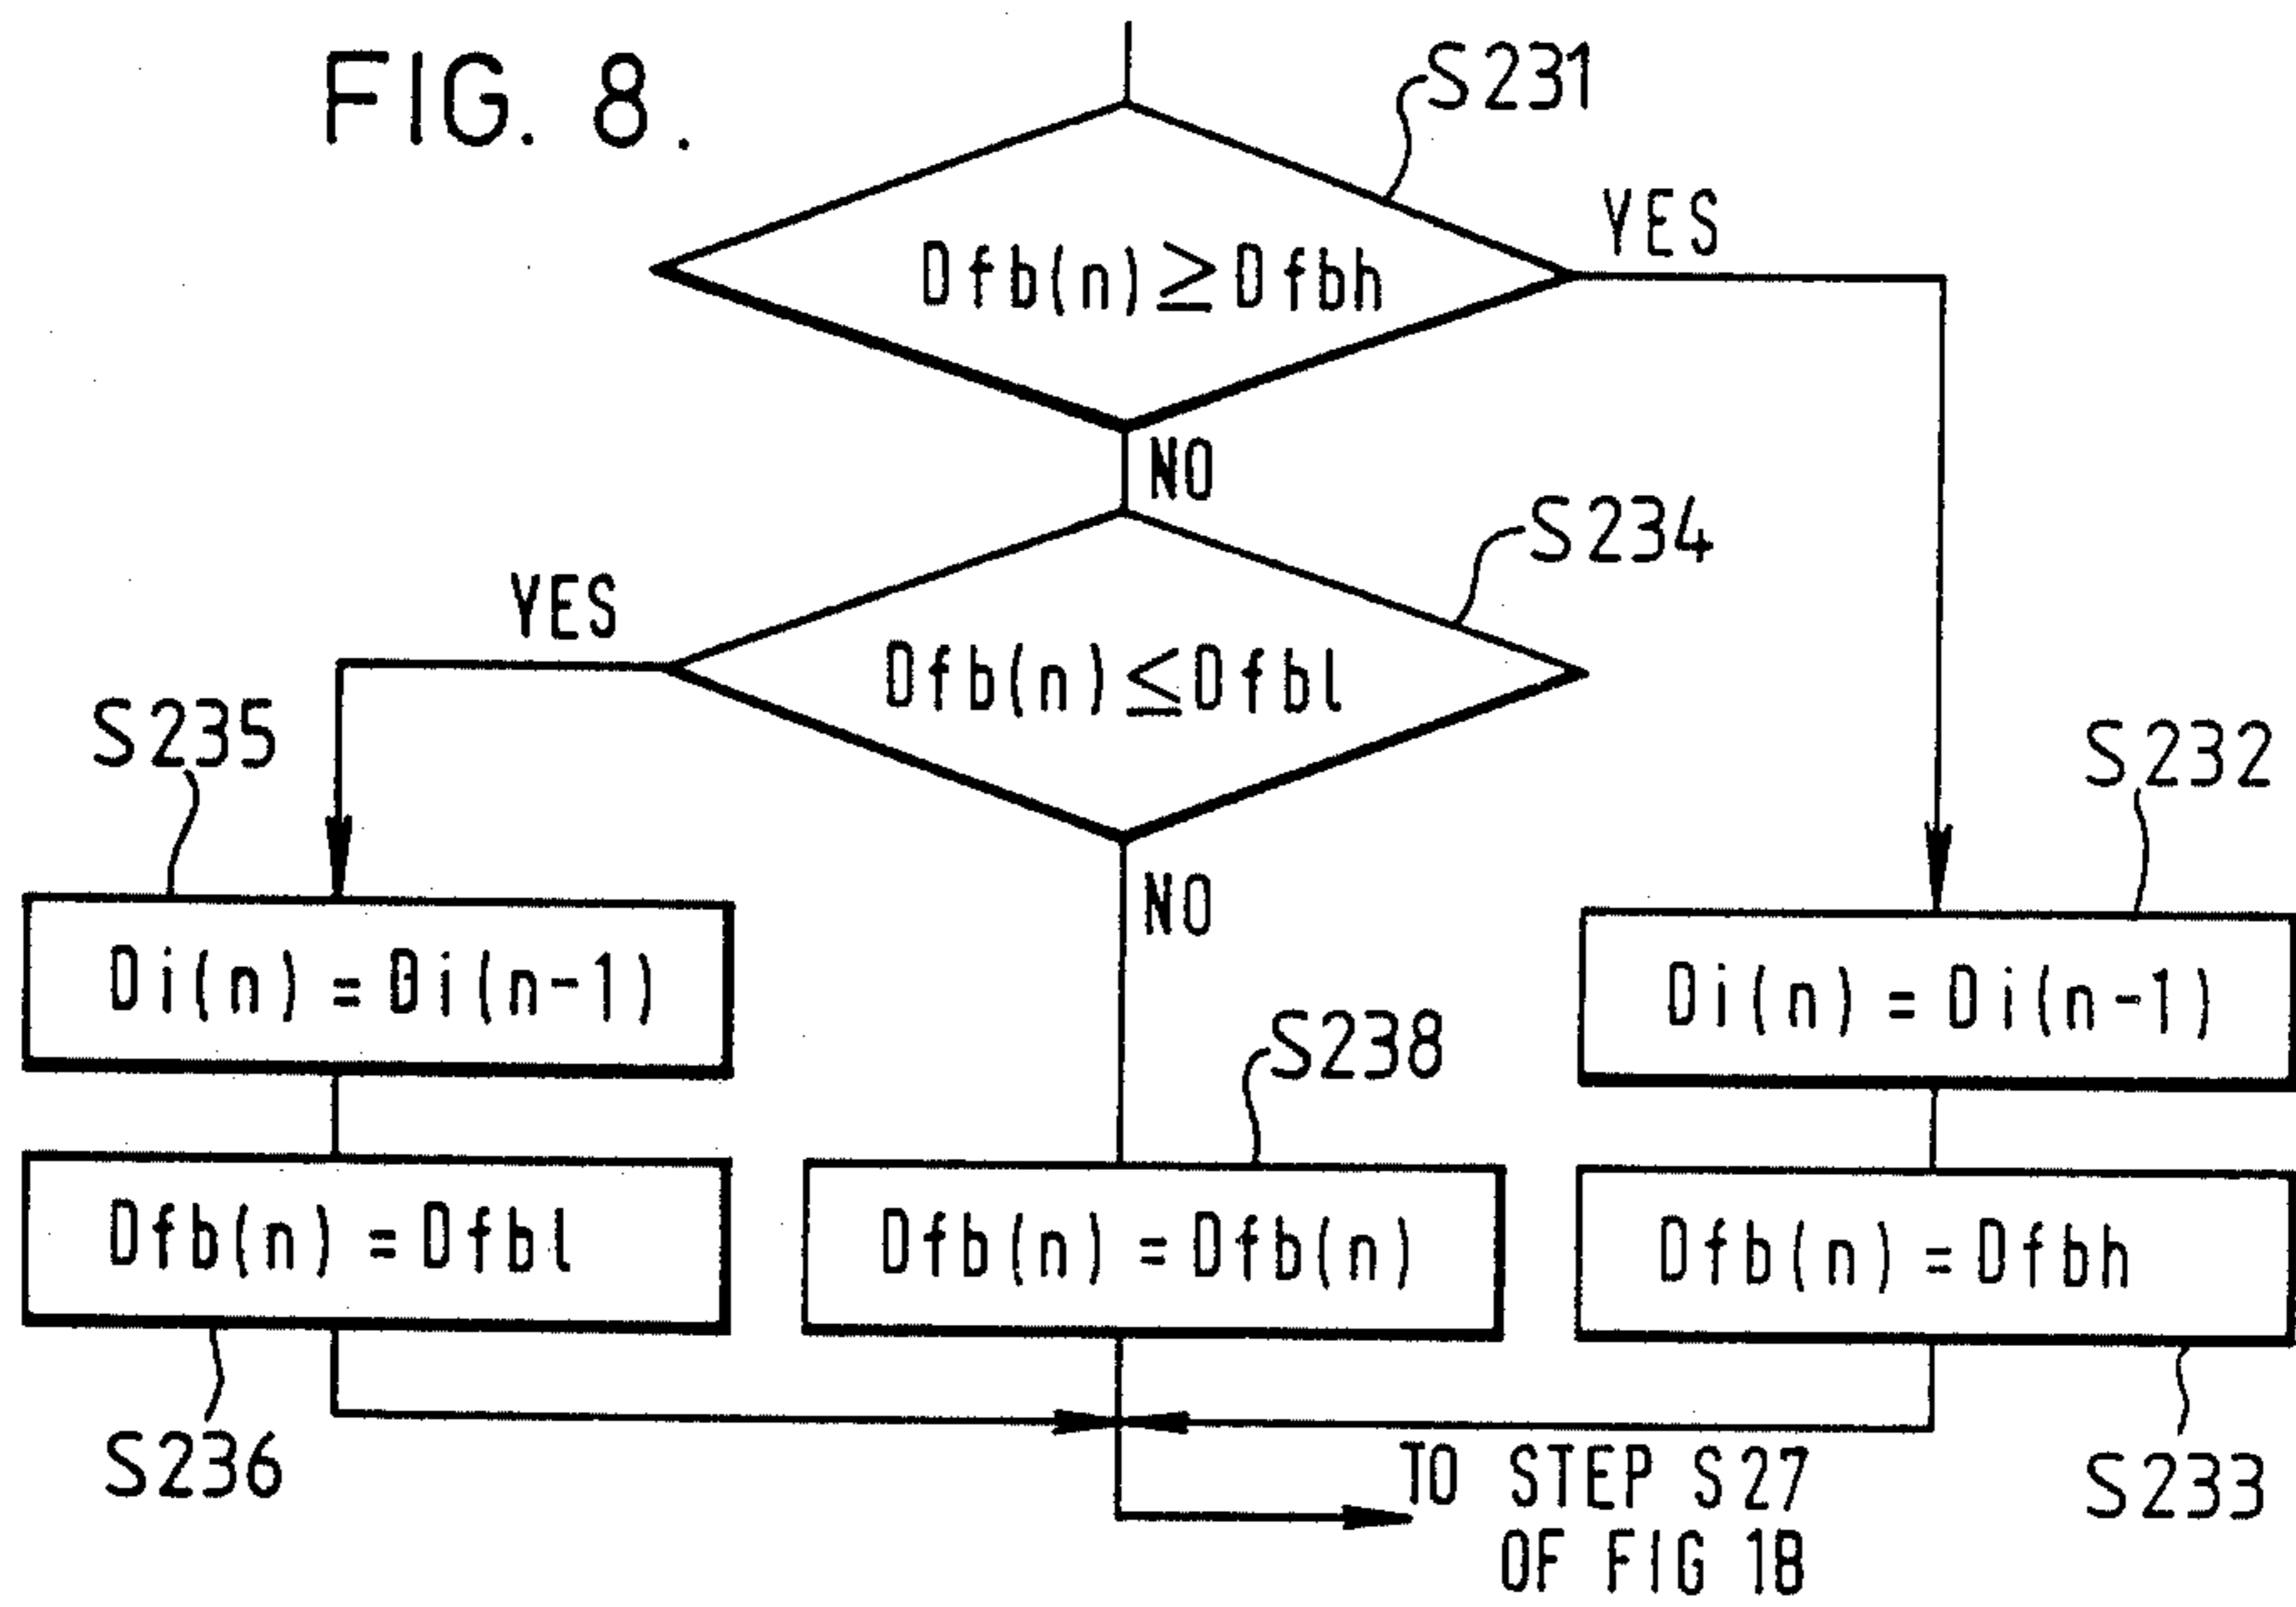 FIG. 8.
S231
Dfb(n)≧Dfbh
YES
NO
S234
Dfb(n)≦Dfbl
YES
NO
S235
Di(n) = Di(n-1)
S232
Di(n) = Di(n-1)
S238
Dfb(n) = Dfbl
Dfb(n) = Dfb(n)
Dfb(n) = Dfbh
S236
S233
TO STEP S27
OF FIG 18